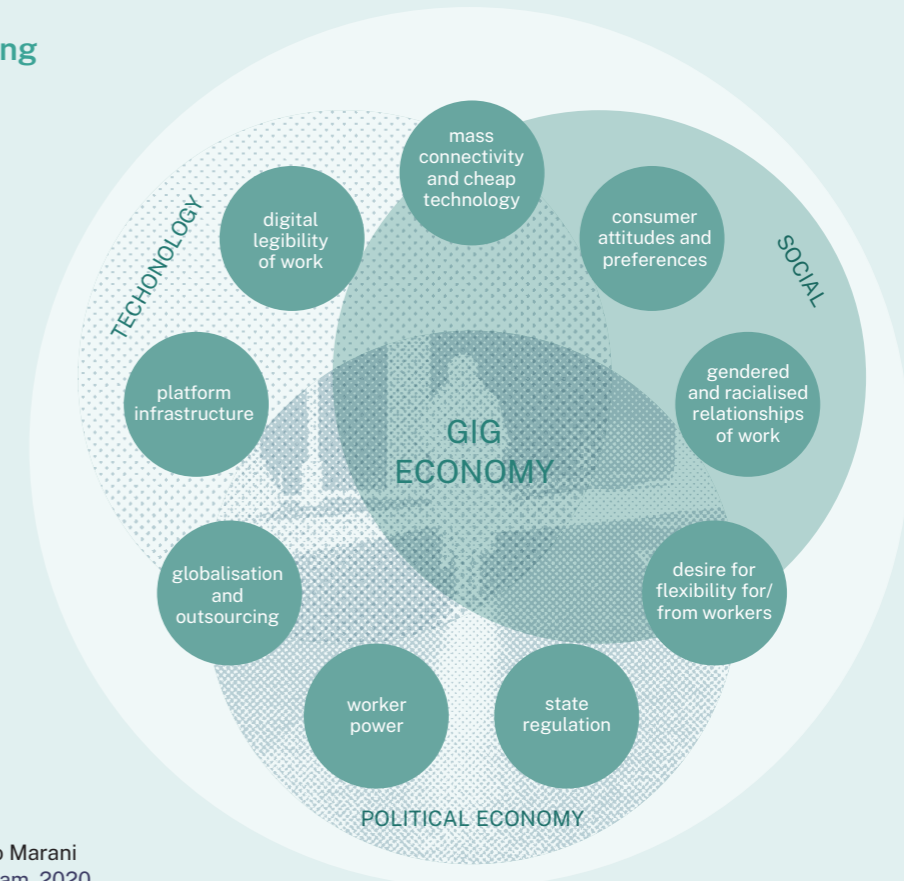 ng
mass
connectivity
and cheap
technology
digital
legibility
of work
consumer
attitudes and
preferences
TECHONOLOGY
SOCIAL
platform
infrastructure
gendered
and racialised
relationships
of work
GIG
ECONOMY
globalisation
and
outsourcing
desire for
flexibility for/
from workers
worker
power
state
regulation
POLITICAL ECONOMY
o Marani
am, 2020